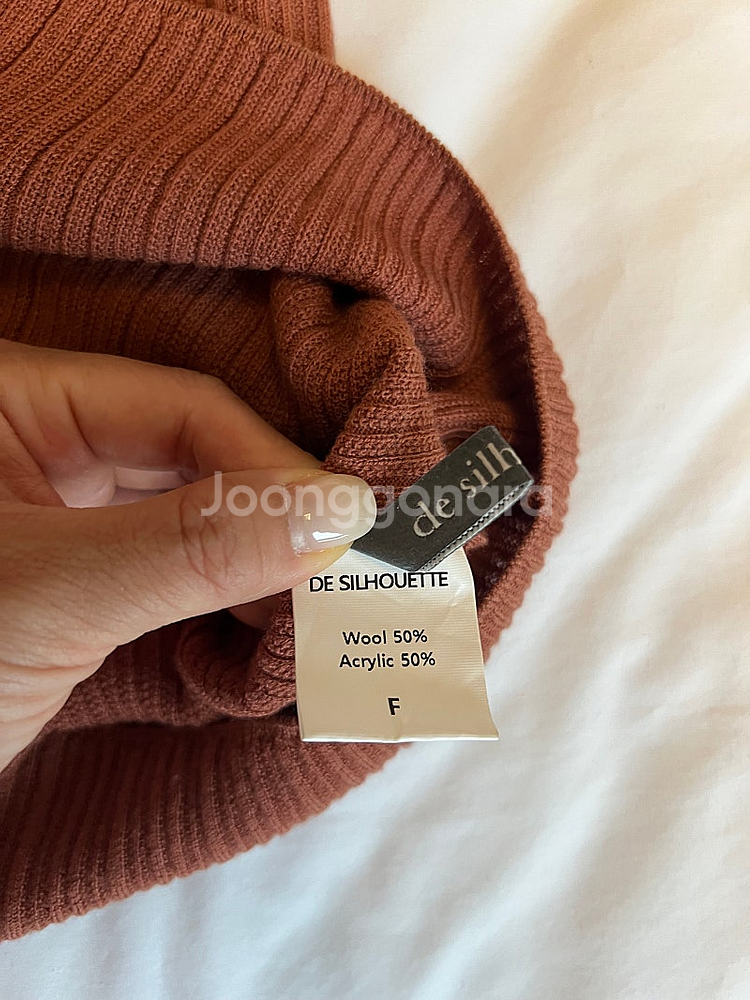 de silh
Joonggonara
DE SILHOUETTE
Wool 50%
Acrylic 50%
F